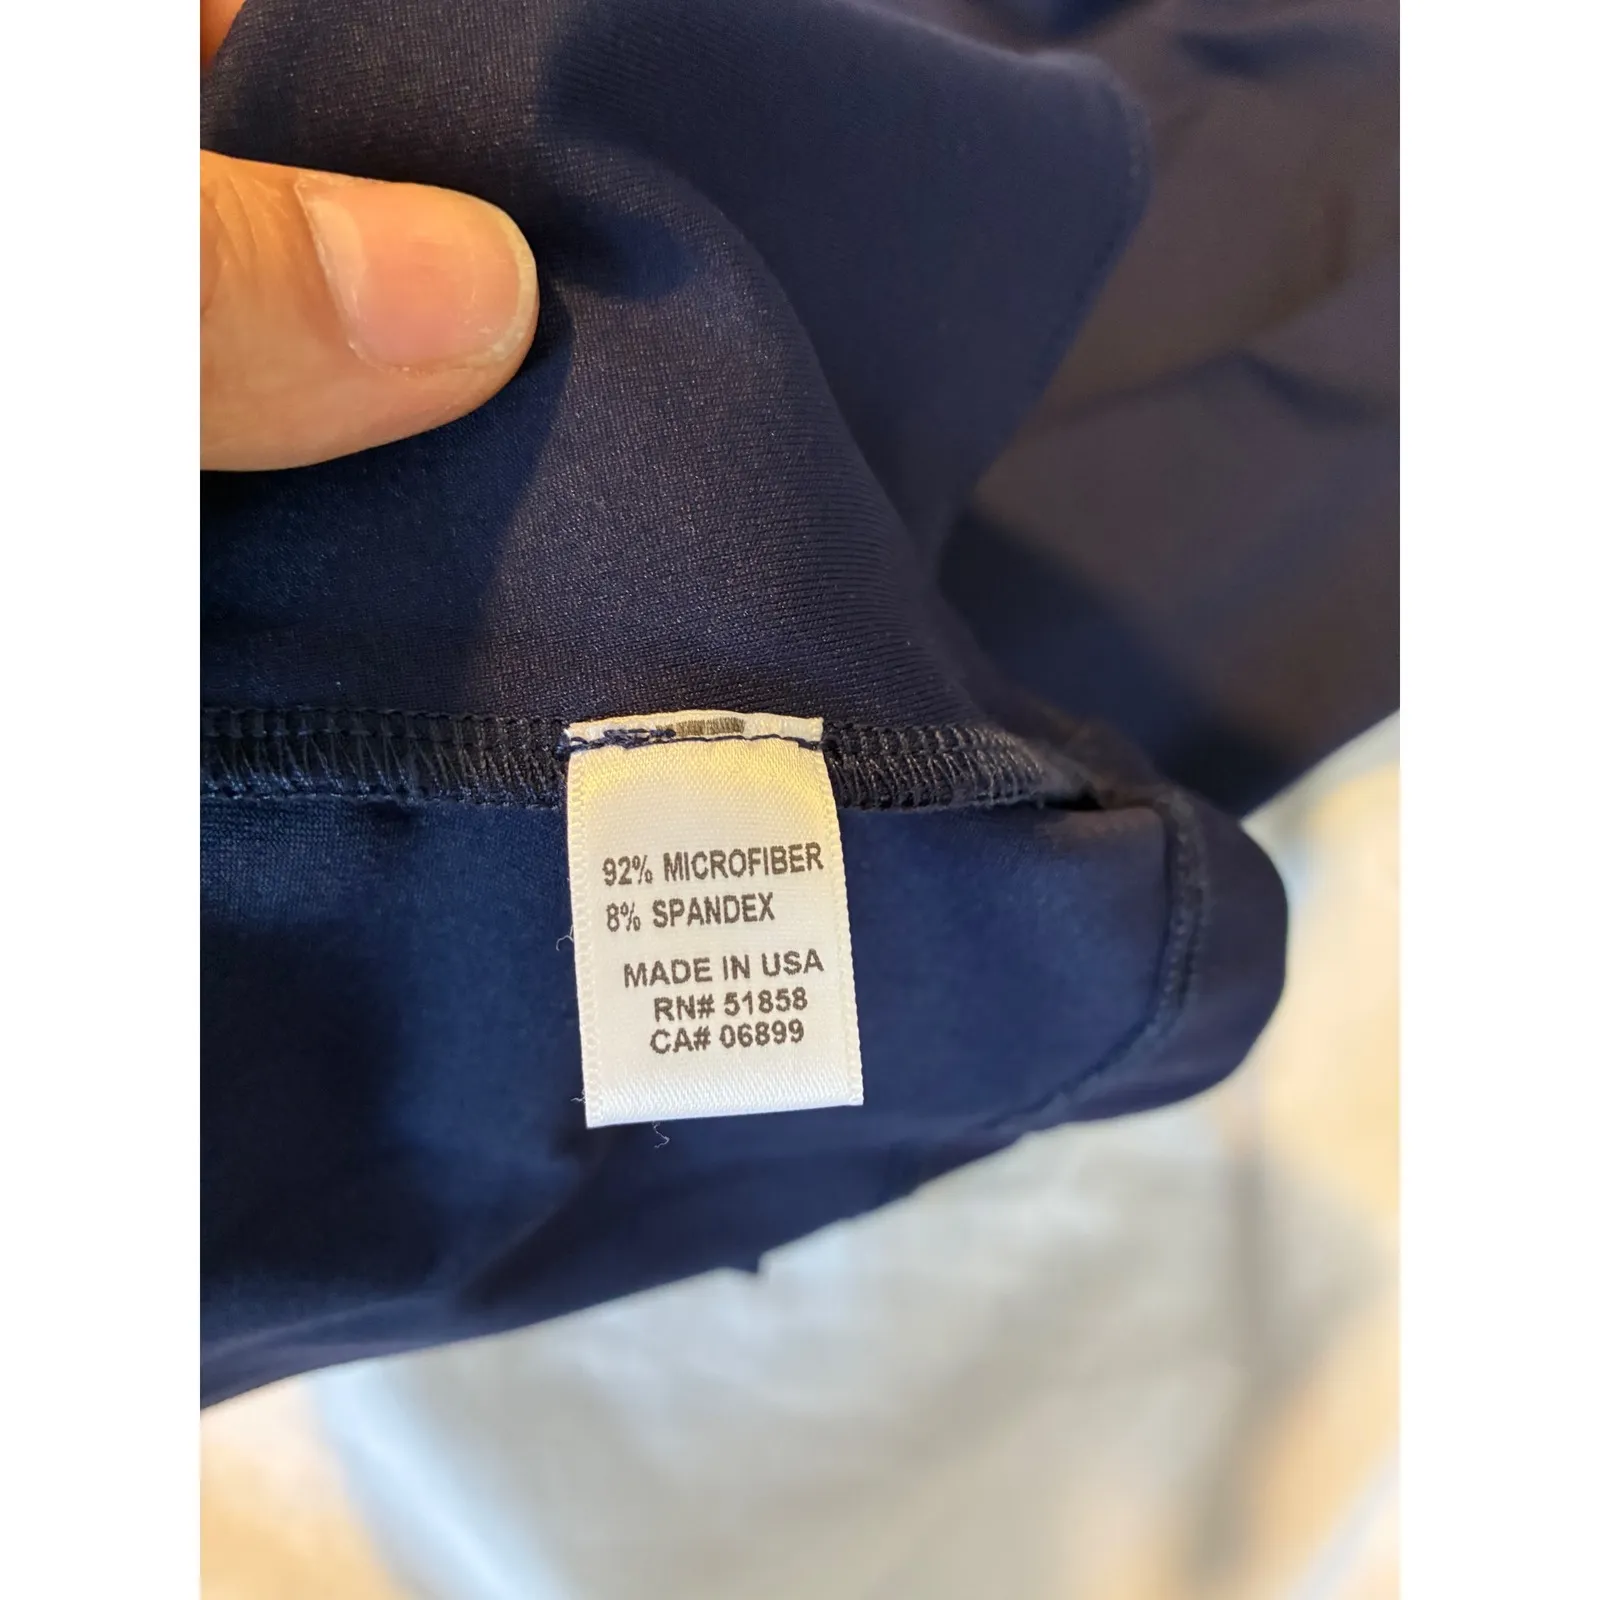 92% MICROFIBER
8% SPANDEX
MADE IN USA
RN# 51858
CA# 06899